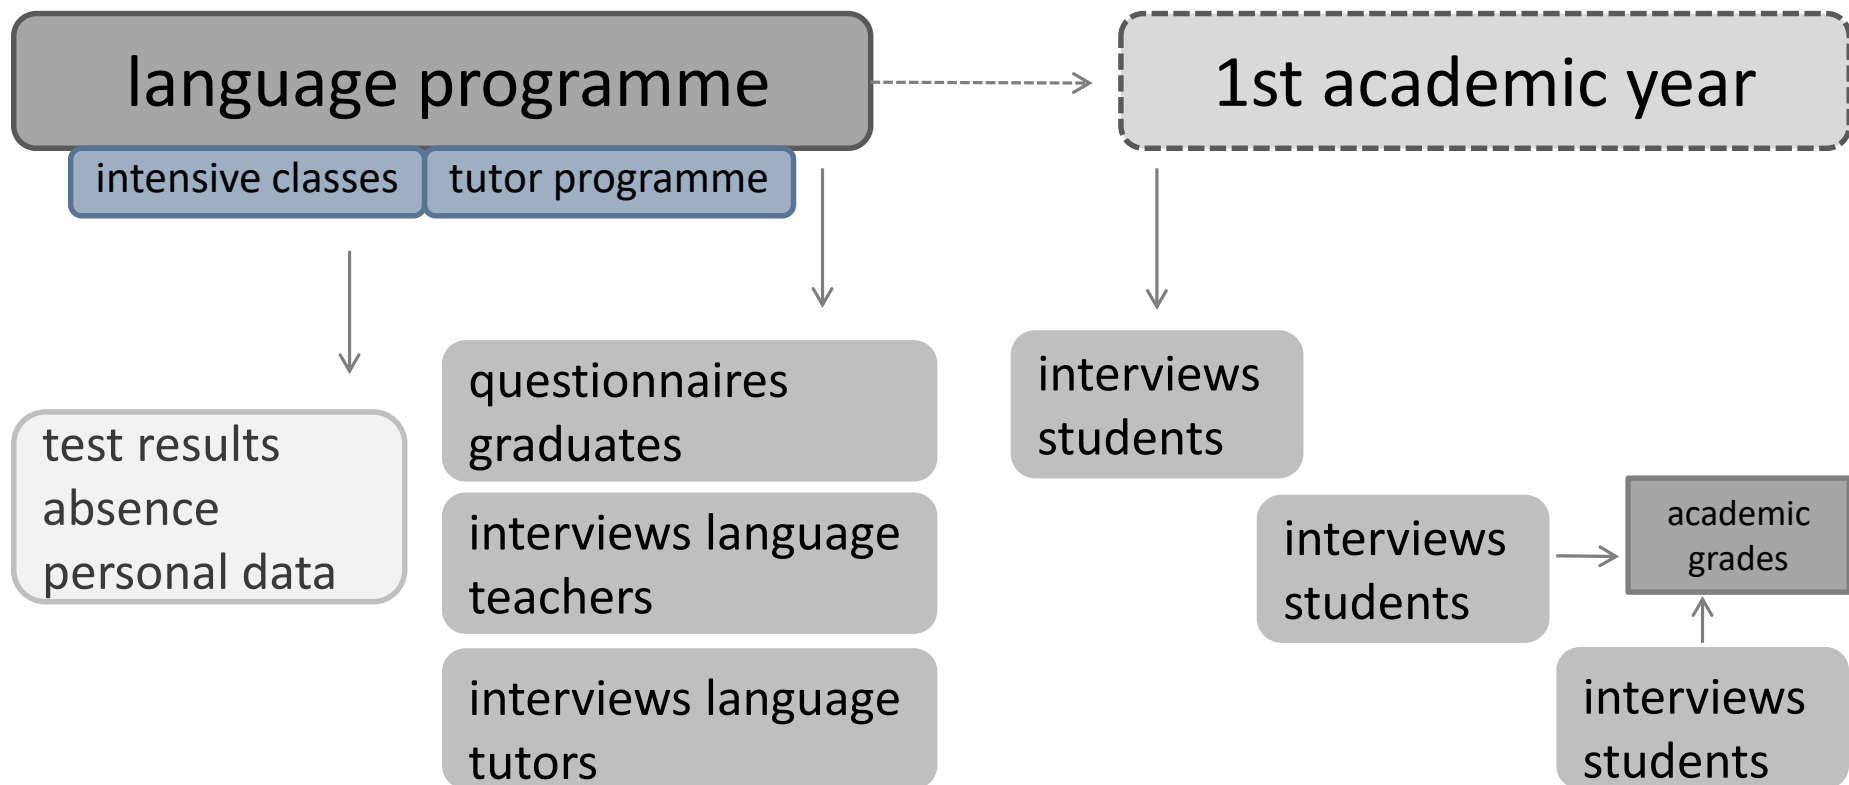 language programme
1st academic year
intensive classes
tutor programme
test results
absence
personal data
questionnaires
graduates
interviews language
teachers
interviews language
tutors
interviews
students
interviews
students
academic
grades
interviews
students